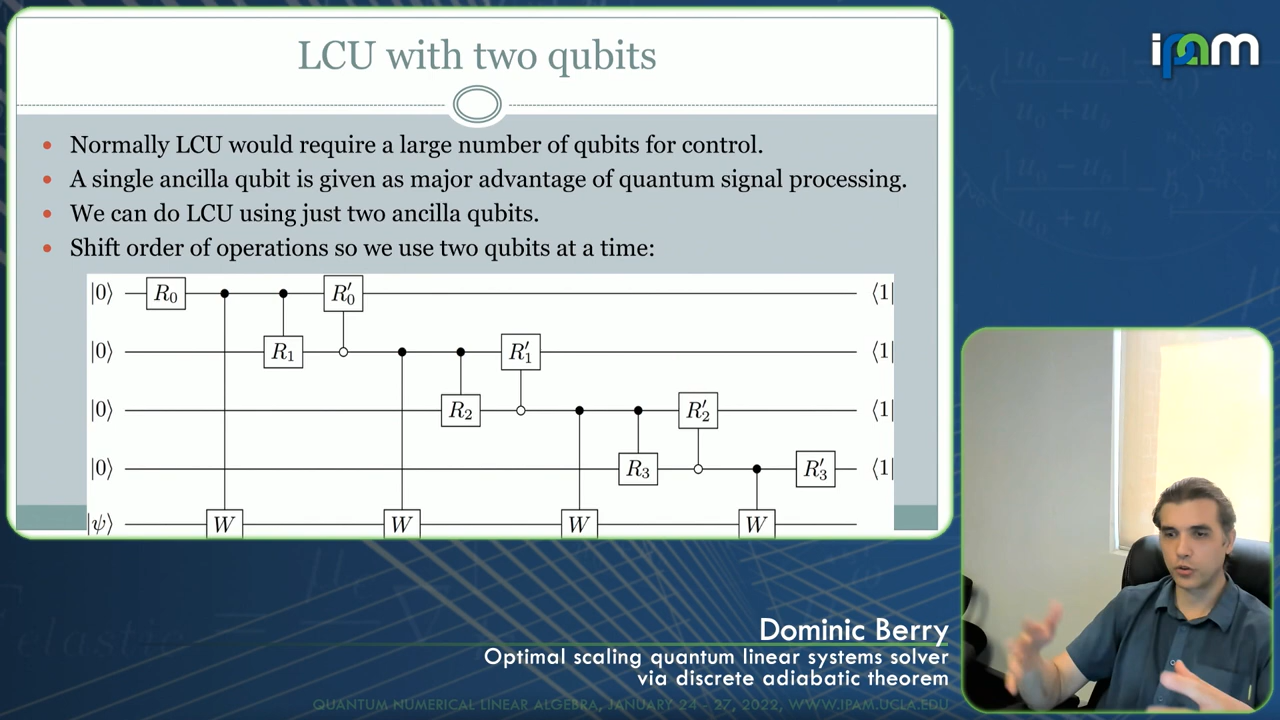 LCU with two qubits
• Normally LCU would require a large number of qubits for control.
• A single ancilla qubit is given as major advantage of quantum signal processing.
• We can do LCU using just two ancilla qubits.
• Shift order of operations so we use two qubits at a time:
|0⟩ R₀ R′₀ ⟨1|
|0⟩ R₁ R′₁ ⟨1|
|0⟩ R₂ R′₂ ⟨1|
|0⟩ R₃ R′₃ ⟨1|
|ψ⟩ W W W W
ipam
Dominic Berry
Optimal scaling quantum linear systems solver
via discrete adiabatic theorem
QUANTUM NUMERICAL LINEAR ALGEBRA, JANUARY 24 - 27, 2022, WWW.IPAM.UCLA.EDU
elastic